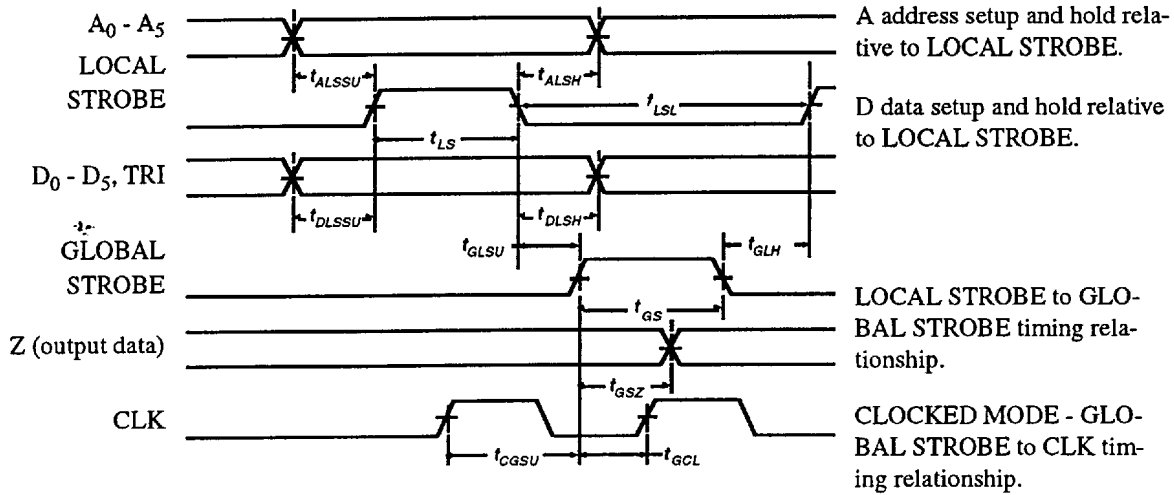 A0 - A5
A address setup and hold rela-
tive to LOCAL STROBE.
LOCAL
STROBE
tALSSU
tALSH
tLSL
tLS
D data setup and hold relative
to LOCAL STROBE.
D0 - D5, TRI
tDLSSU
tDLSH
GLOBAL
STROBE
tGLSU
tGLH
tGS
LOCAL STROBE to GLO-
BAL STROBE timing rela-
tionship.
Z (output data)
tGSZ
CLK
tCGSU
tGCL
CLOCKED MODE - GLO-
BAL STROBE to CLK tim-
ing relationship.